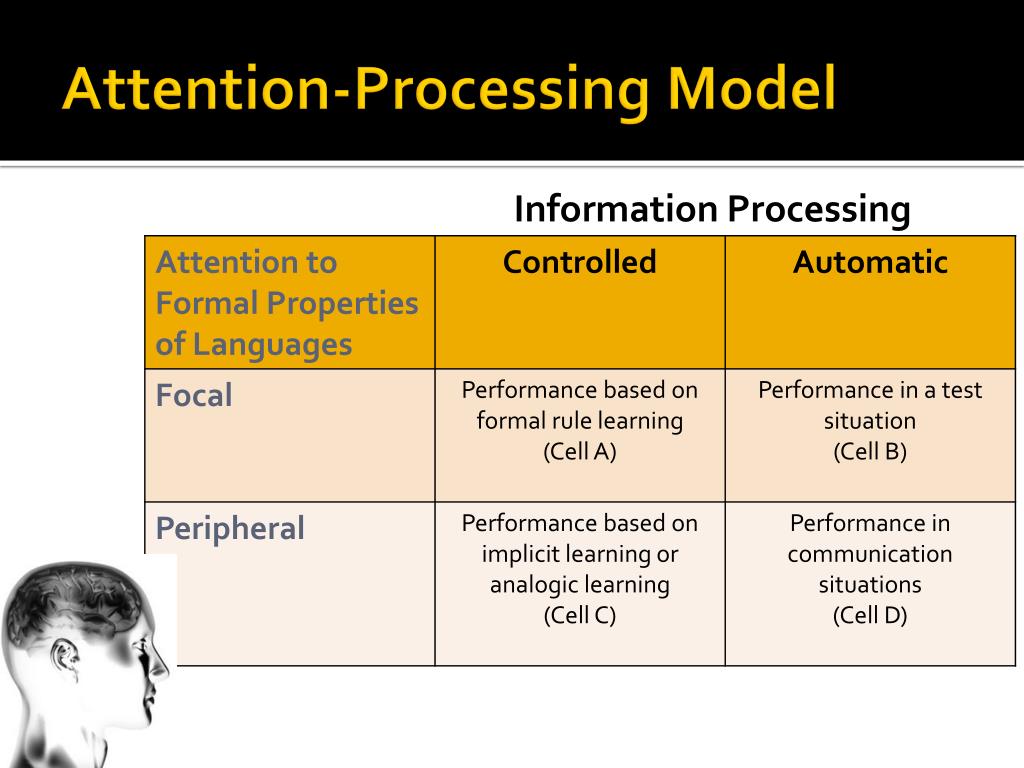 Attention-Processing Model
Information Processing
Attention to
Formal Properties
of Languages
Controlled
Automatic
Focal
Performance based on
formal rule learning
(Cell A)
Performance in a test
situation
(Cell B)
Peripheral
Performance based on
implicit learning or
analogic learning
(Cell C)
Performance in
communication
situations
(Cell D)